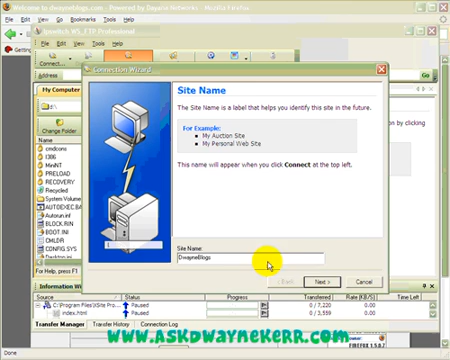 Welcome to dwayneblogs.com - Powered by Dayana Networks - Mozilla Firefox
File Edit View Go Bookmarks Tools Help
Ipswitch WS_FTP Professional
File Edit View Tools Help
Connect...
Address
Go
Connection Wizard
My Computer
Change Folder
cmdcons
I386
MiniNT
PRELOAD
RECOVERY
Recycled
System Volume
AUTOEXEC.BA
Autorun.inf
BLOCK.RIN
BOOT.INI
CMLDR
CONFIG.SYS
For Help, press F1
Site Name
The Site Name is a label that helps you identify this site in the future.
For Example:
My Auction Site
My Personal Web Site
This name will appear when you click Connect at the top left.
Site Name:
DwayneBlogs
< Back
Next >
Cancel
on by clicking
Information Wi
Source Status Progress Transferred Rate (KB/S) Time Left
C:\Program Files\XSite Pro Paused 0 / 7,220
index.html Paused 0 / 3,559
Transfer Manager Transfer History Connection Log
www.ASKDWAYNEKERR.com